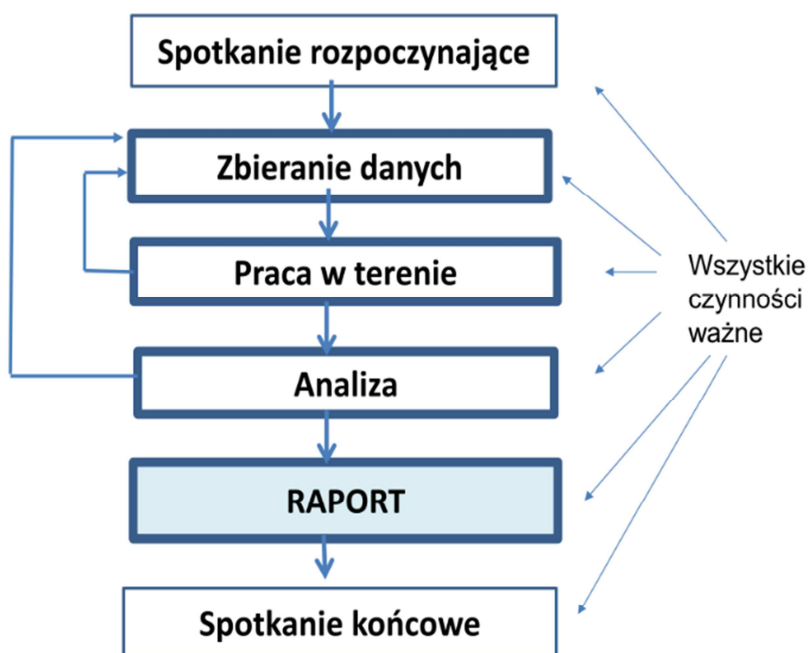 Spotkanie rozpoczynające
Zbieranie danych
Praca w terenie
Analiza
RAPORT
Spotkanie końcowe
Wszystkie
czynności
ważne